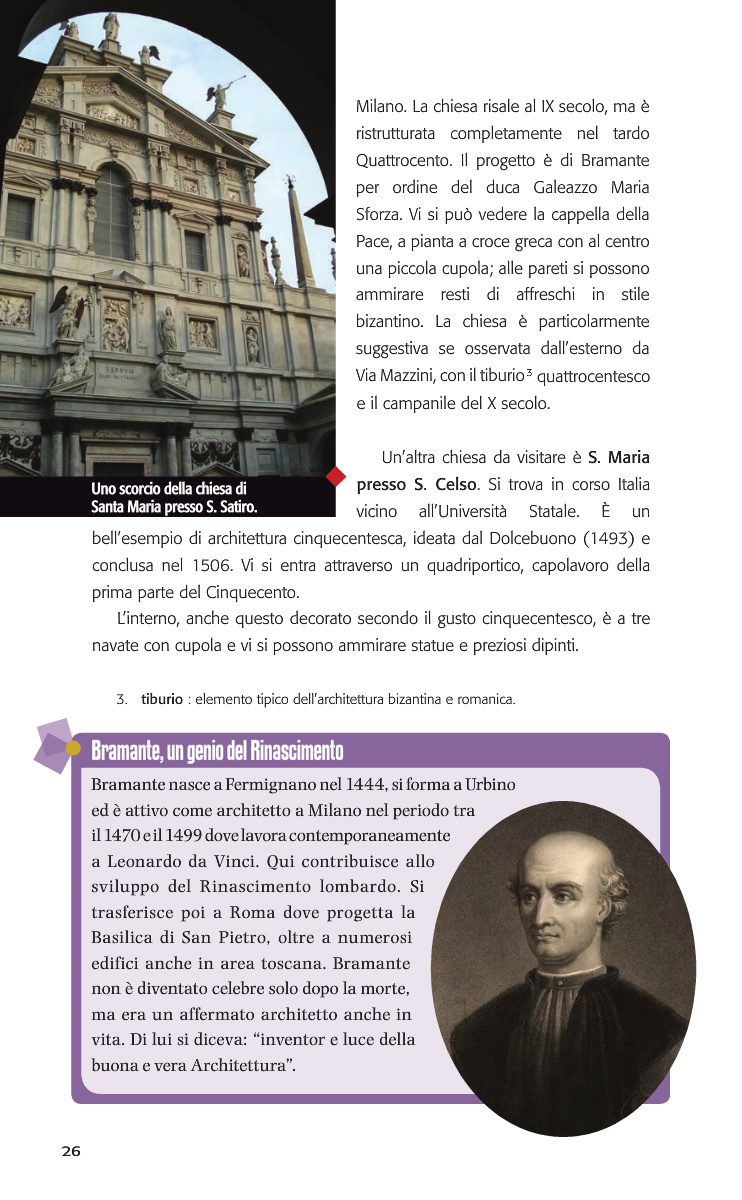 Milano. La chiesa risale al IX secolo, ma è
ristrutturata completamente nel tardo
Quattrocento. Il progetto è di Bramante
per ordine del duca Galeazzo Maria
Sforza. Vi si può vedere la cappella della
Pace, a pianta a croce greca con al centro
una piccola cupola; alle pareti si possono
ammirare resti di affreschi in stile
bizantino. La chiesa è particolarmente
suggestiva se osservata dall'esterno da
Via Mazzini, con il tiburio³ quattrocentesco
e il campanile del X secolo.
Uno scorcio della chiesa di
Santa Maria presso S. Satiro.
Un'altra chiesa da visitare è S. Maria
presso S. Celso. Si trova in corso Italia
vicino all'Università Statale. È un
bell'esempio di architettura cinquecentesca, ideata dal Dolcebuono (1493) e
conclusa nel 1506. Vi si entra attraverso un quadriportico, capolavoro della
prima parte del Cinquecento.
L'interno, anche questo decorato secondo il gusto cinquecentesco, è a tre
navate con cupola e vi si possono ammirare statue e preziosi dipinti.
3. tiburio : elemento tipico dell'architettura bizantina e romanica.
Bramante, un genio del Rinascimento
Bramante nasce a Fermignano nel 1444, si forma a Urbino
ed è attivo come architetto a Milano nel periodo tra
il 1470 e il 1499 dove lavora contemporaneamente
a Leonardo da Vinci. Qui contribuisce allo
sviluppo del Rinascimento lombardo. Si
trasferisce poi a Roma dove progetta la
Basilica di San Pietro, oltre a numerosi
edifici anche in area toscana. Bramante
non è diventato celebre solo dopo la morte,
ma era un affermato architetto anche in
vita. Di lui si diceva: “inventor e luce della
buona e vera Architettura”.
26